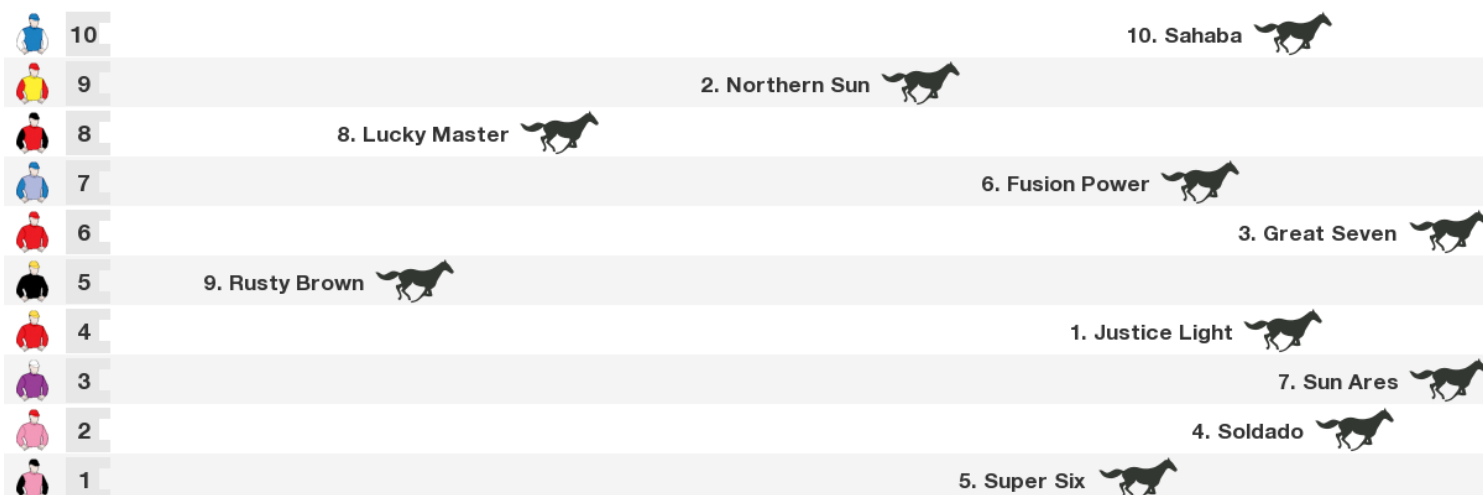 10 10. Sahaba
9 2. Northern Sun
8 8. Lucky Master
7 6. Fusion Power
6 3. Great Seven
5 9. Rusty Brown
4 1. Justice Light
3 7. Sun Ares
2 4. Soldado
1 5. Super Six